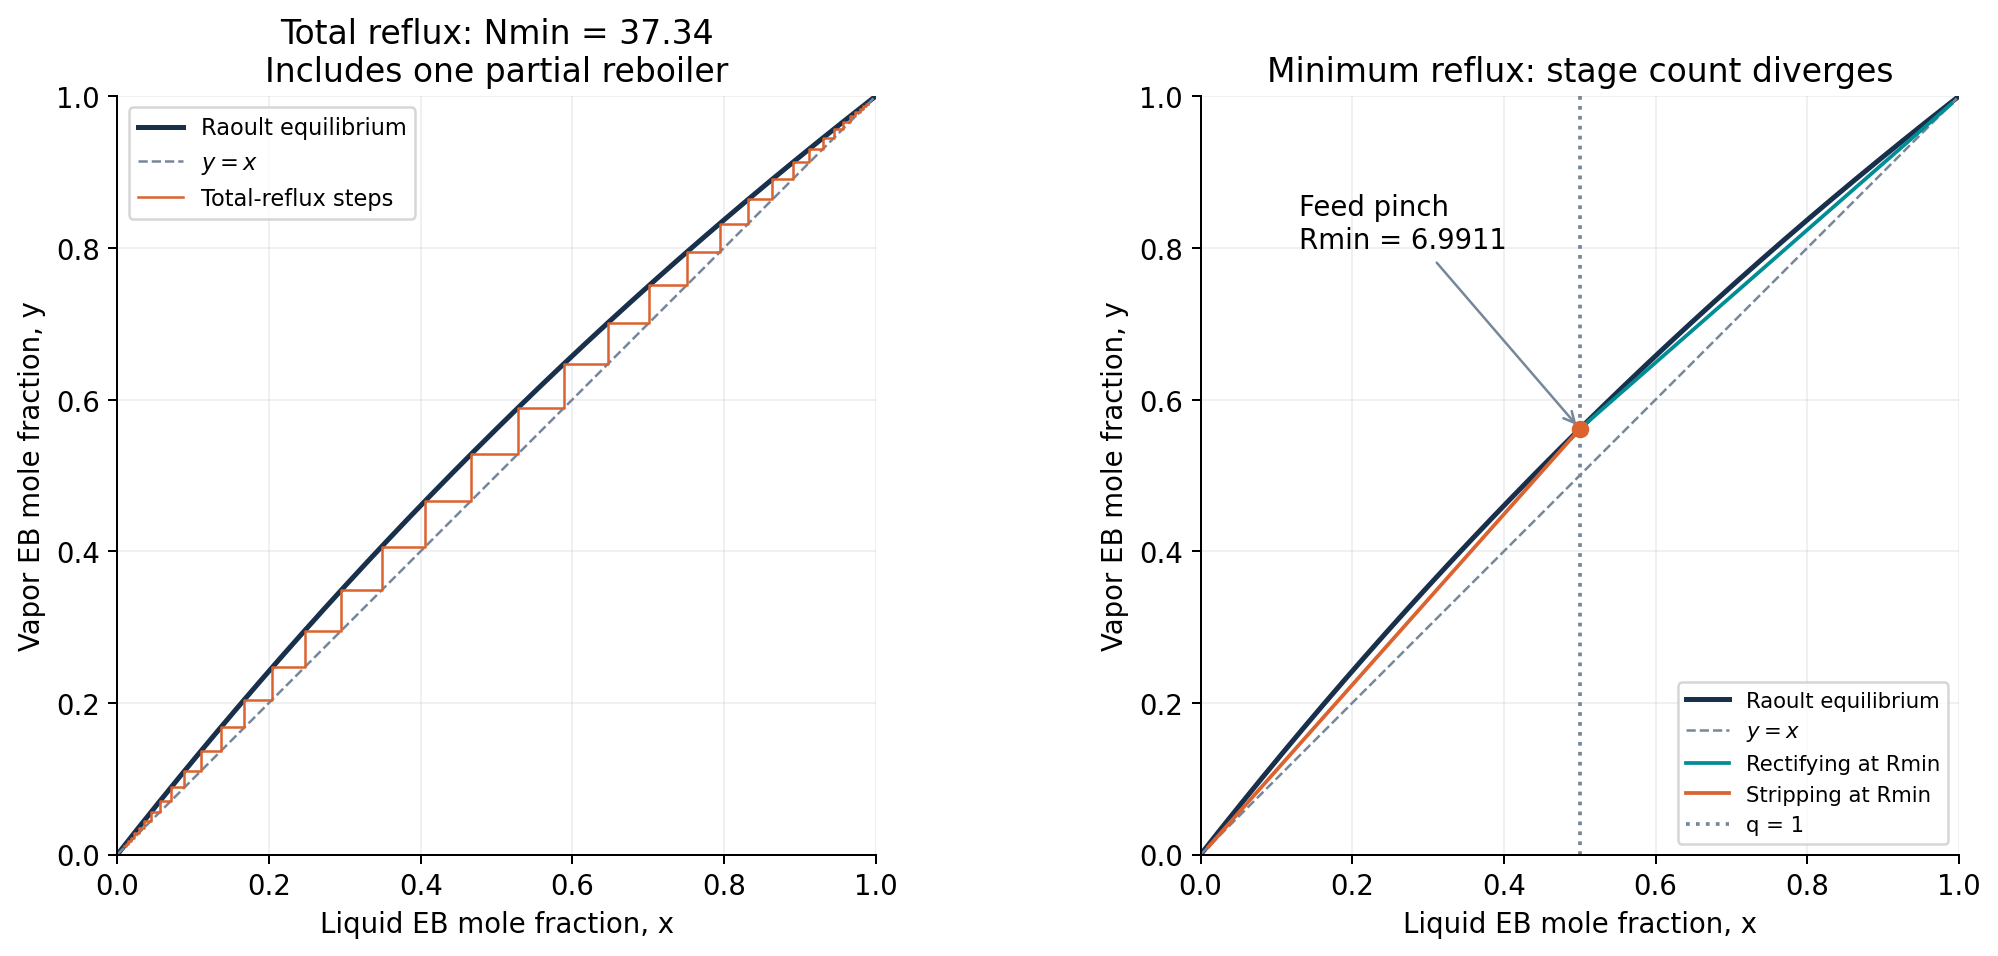 Total reflux: Nmin = 37.34
Includes one partial reboiler
Raoult equilibrium
y = x
Total-reflux steps
1.0
0.8
0.6
0.4
0.2
0.0
Vapor EB mole fraction, y
0.0 0.2 0.4 0.6 0.8 1.0
Liquid EB mole fraction, x
Minimum reflux: stage count diverges
Feed pinch
Rmin = 6.9911
1.0
0.8
0.6
0.4
0.2
0.0
Vapor EB mole fraction, y
Raoult equilibrium
y = x
Rectifying at Rmin
Stripping at Rmin
q = 1
0.0 0.2 0.4 0.6 0.8 1.0
Liquid EB mole fraction, x